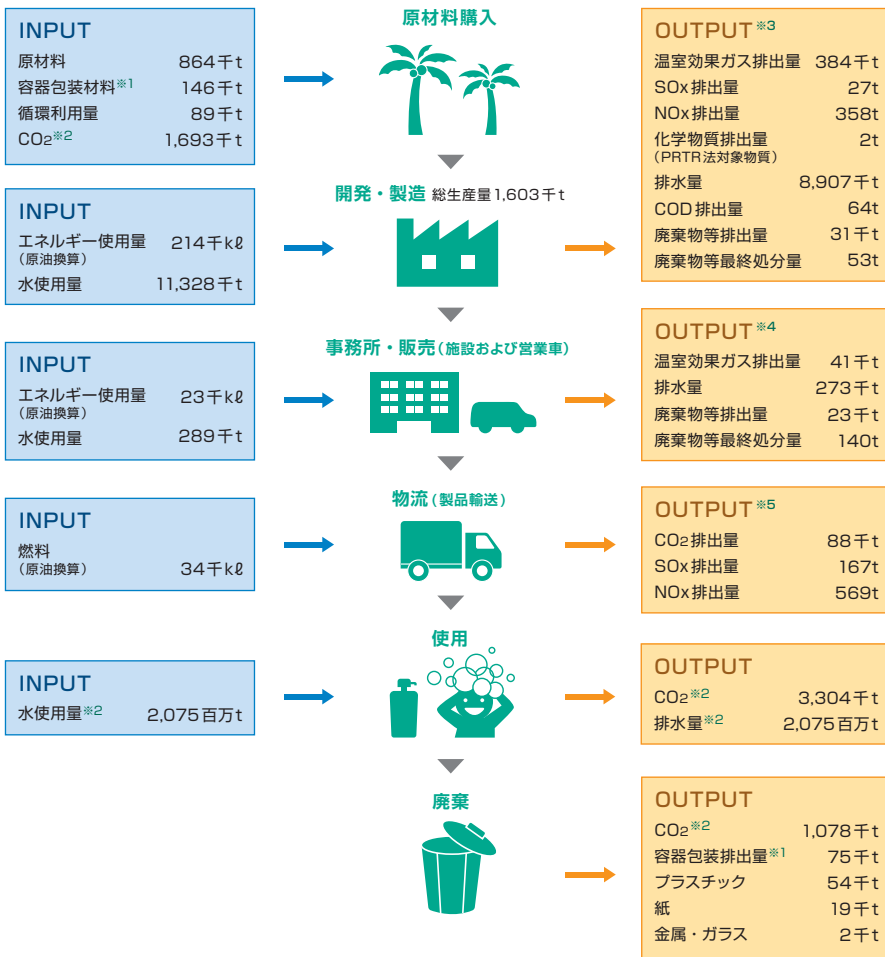 原材料購入
INPUT
原材料 864千t
容器包装材料※1 146千t
循環利用量 89千t
CO2※2 1,693千t
開発・製造 総生産量1,603千t
INPUT
エネルギー使用量 214千kℓ
(原油換算)
水使用量 11,328千t
OUTPUT※3
温室効果ガス排出量 384千t
SOx排出量 27t
NOx排出量 358t
化学物質排出量 2t
(PRTR法対象物質)
排水量 8,907千t
COD排出量 64t
廃棄物等排出量 31千t
廃棄物等最終処分量 53t
事務所・販売(施設および営業車)
INPUT
エネルギー使用量 23千kℓ
(原油換算)
水使用量 289千t
OUTPUT※4
温室効果ガス排出量 41千t
排水量 273千t
廃棄物等排出量 23千t
廃棄物等最終処分量 140t
物流(製品輸送)
INPUT
燃料
(原油換算) 34千kℓ
OUTPUT※5
CO2排出量 88千t
SOx排出量 167t
NOx排出量 569t
使用
INPUT
水使用量※2 2,075百万t
OUTPUT
CO2※2 3,304千t
排水量※2 2,075百万t
廃棄
OUTPUT
CO2※2 1,078千t
容器包装排出量※1 75千t
プラスチック 54千t
紙 19千t
金属・ガラス 2千t